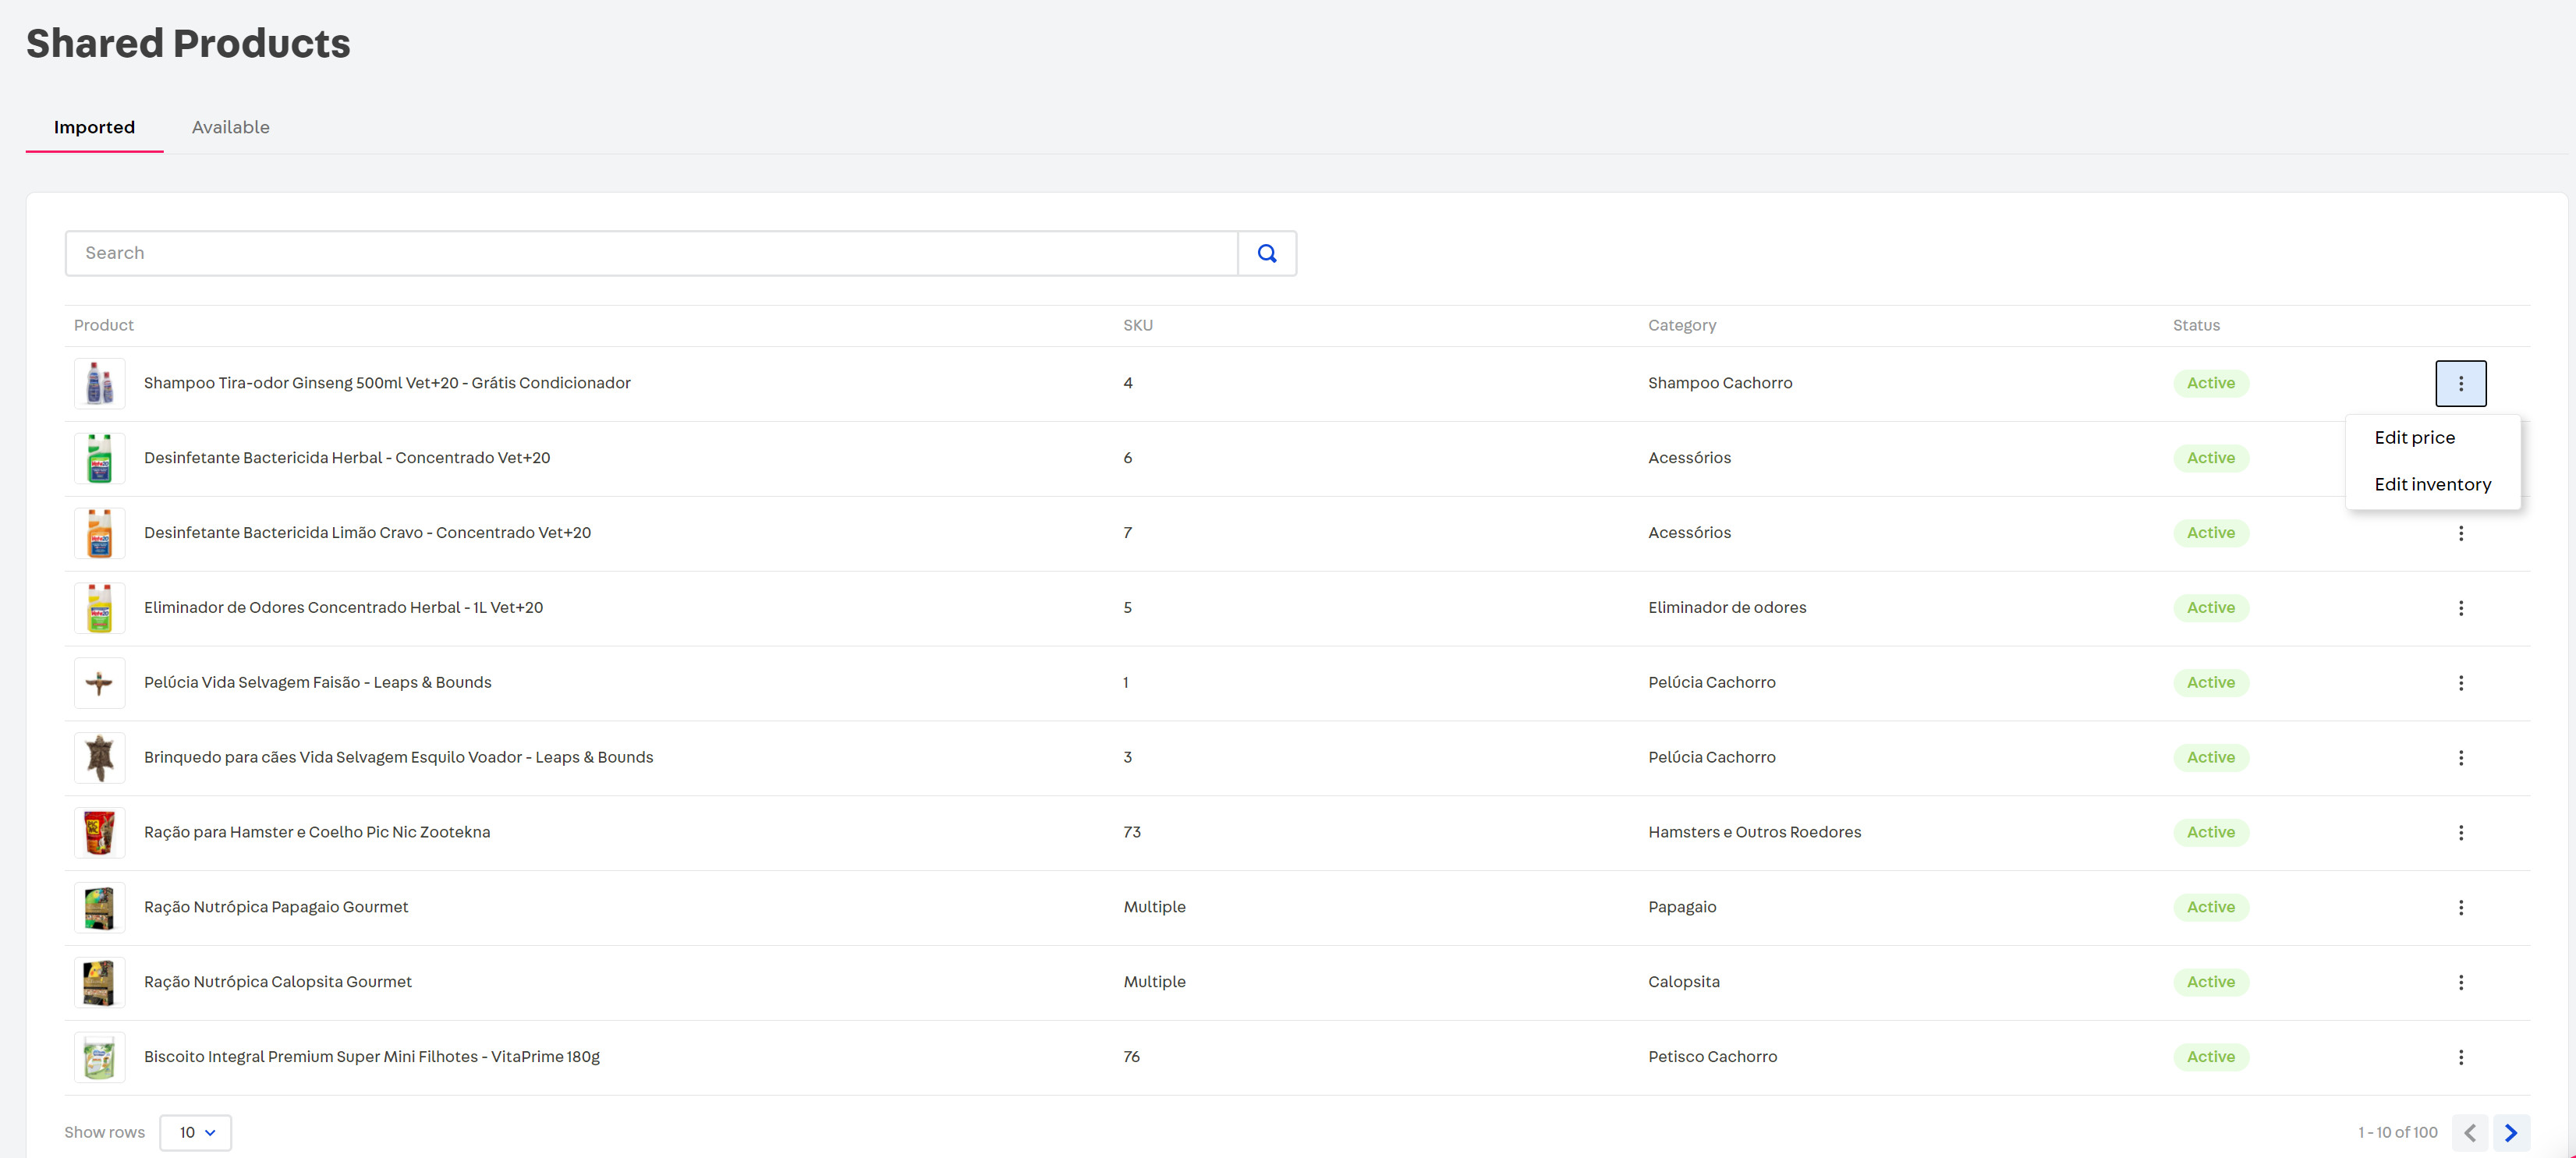 Shared Products
Imported Available
Search
Product SKU Category Status
Shampoo Tira-odor Ginseng 500ml Vet+20 - Grátis Condicionador 4 Shampoo Cachorro Active
Edit price
Desinfetante Bactericida Herbal - Concentrado Vet+20 6 Acessórios Active
Edit inventory
Desinfetante Bactericida Limão Cravo - Concentrado Vet+20 7 Acessórios Active
Eliminador de Odores Concentrado Herbal - 1L Vet+20 5 Eliminador de odores Active
Pelúcia Vida Selvagem Faisão - Leaps & Bounds 1 Pelúcia Cachorro Active
Brinquedo para cães Vida Selvagem Esquilo Voador - Leaps & Bounds 3 Pelúcia Cachorro Active
Ração para Hamster e Coelho Pic Nic Zootekna 73 Hamsters e Outros Roedores Active
Ração Nutrópica Papagaio Gourmet Multiple Papagaio Active
Ração Nutrópica Calopsita Gourmet Multiple Calopsita Active
Biscoito Integral Premium Super Mini Filhotes - VitaPrime 180g 76 Petisco Cachorro Active
Show rows 10 1 - 10 of 100